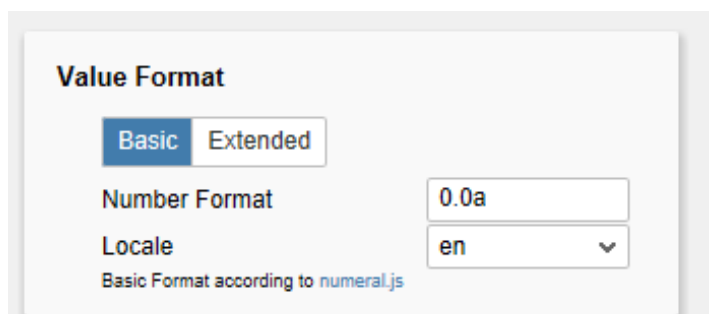 Value Format
Basic Extended
Number Format 0.0a
Locale en
Basic Format according to numeral.js